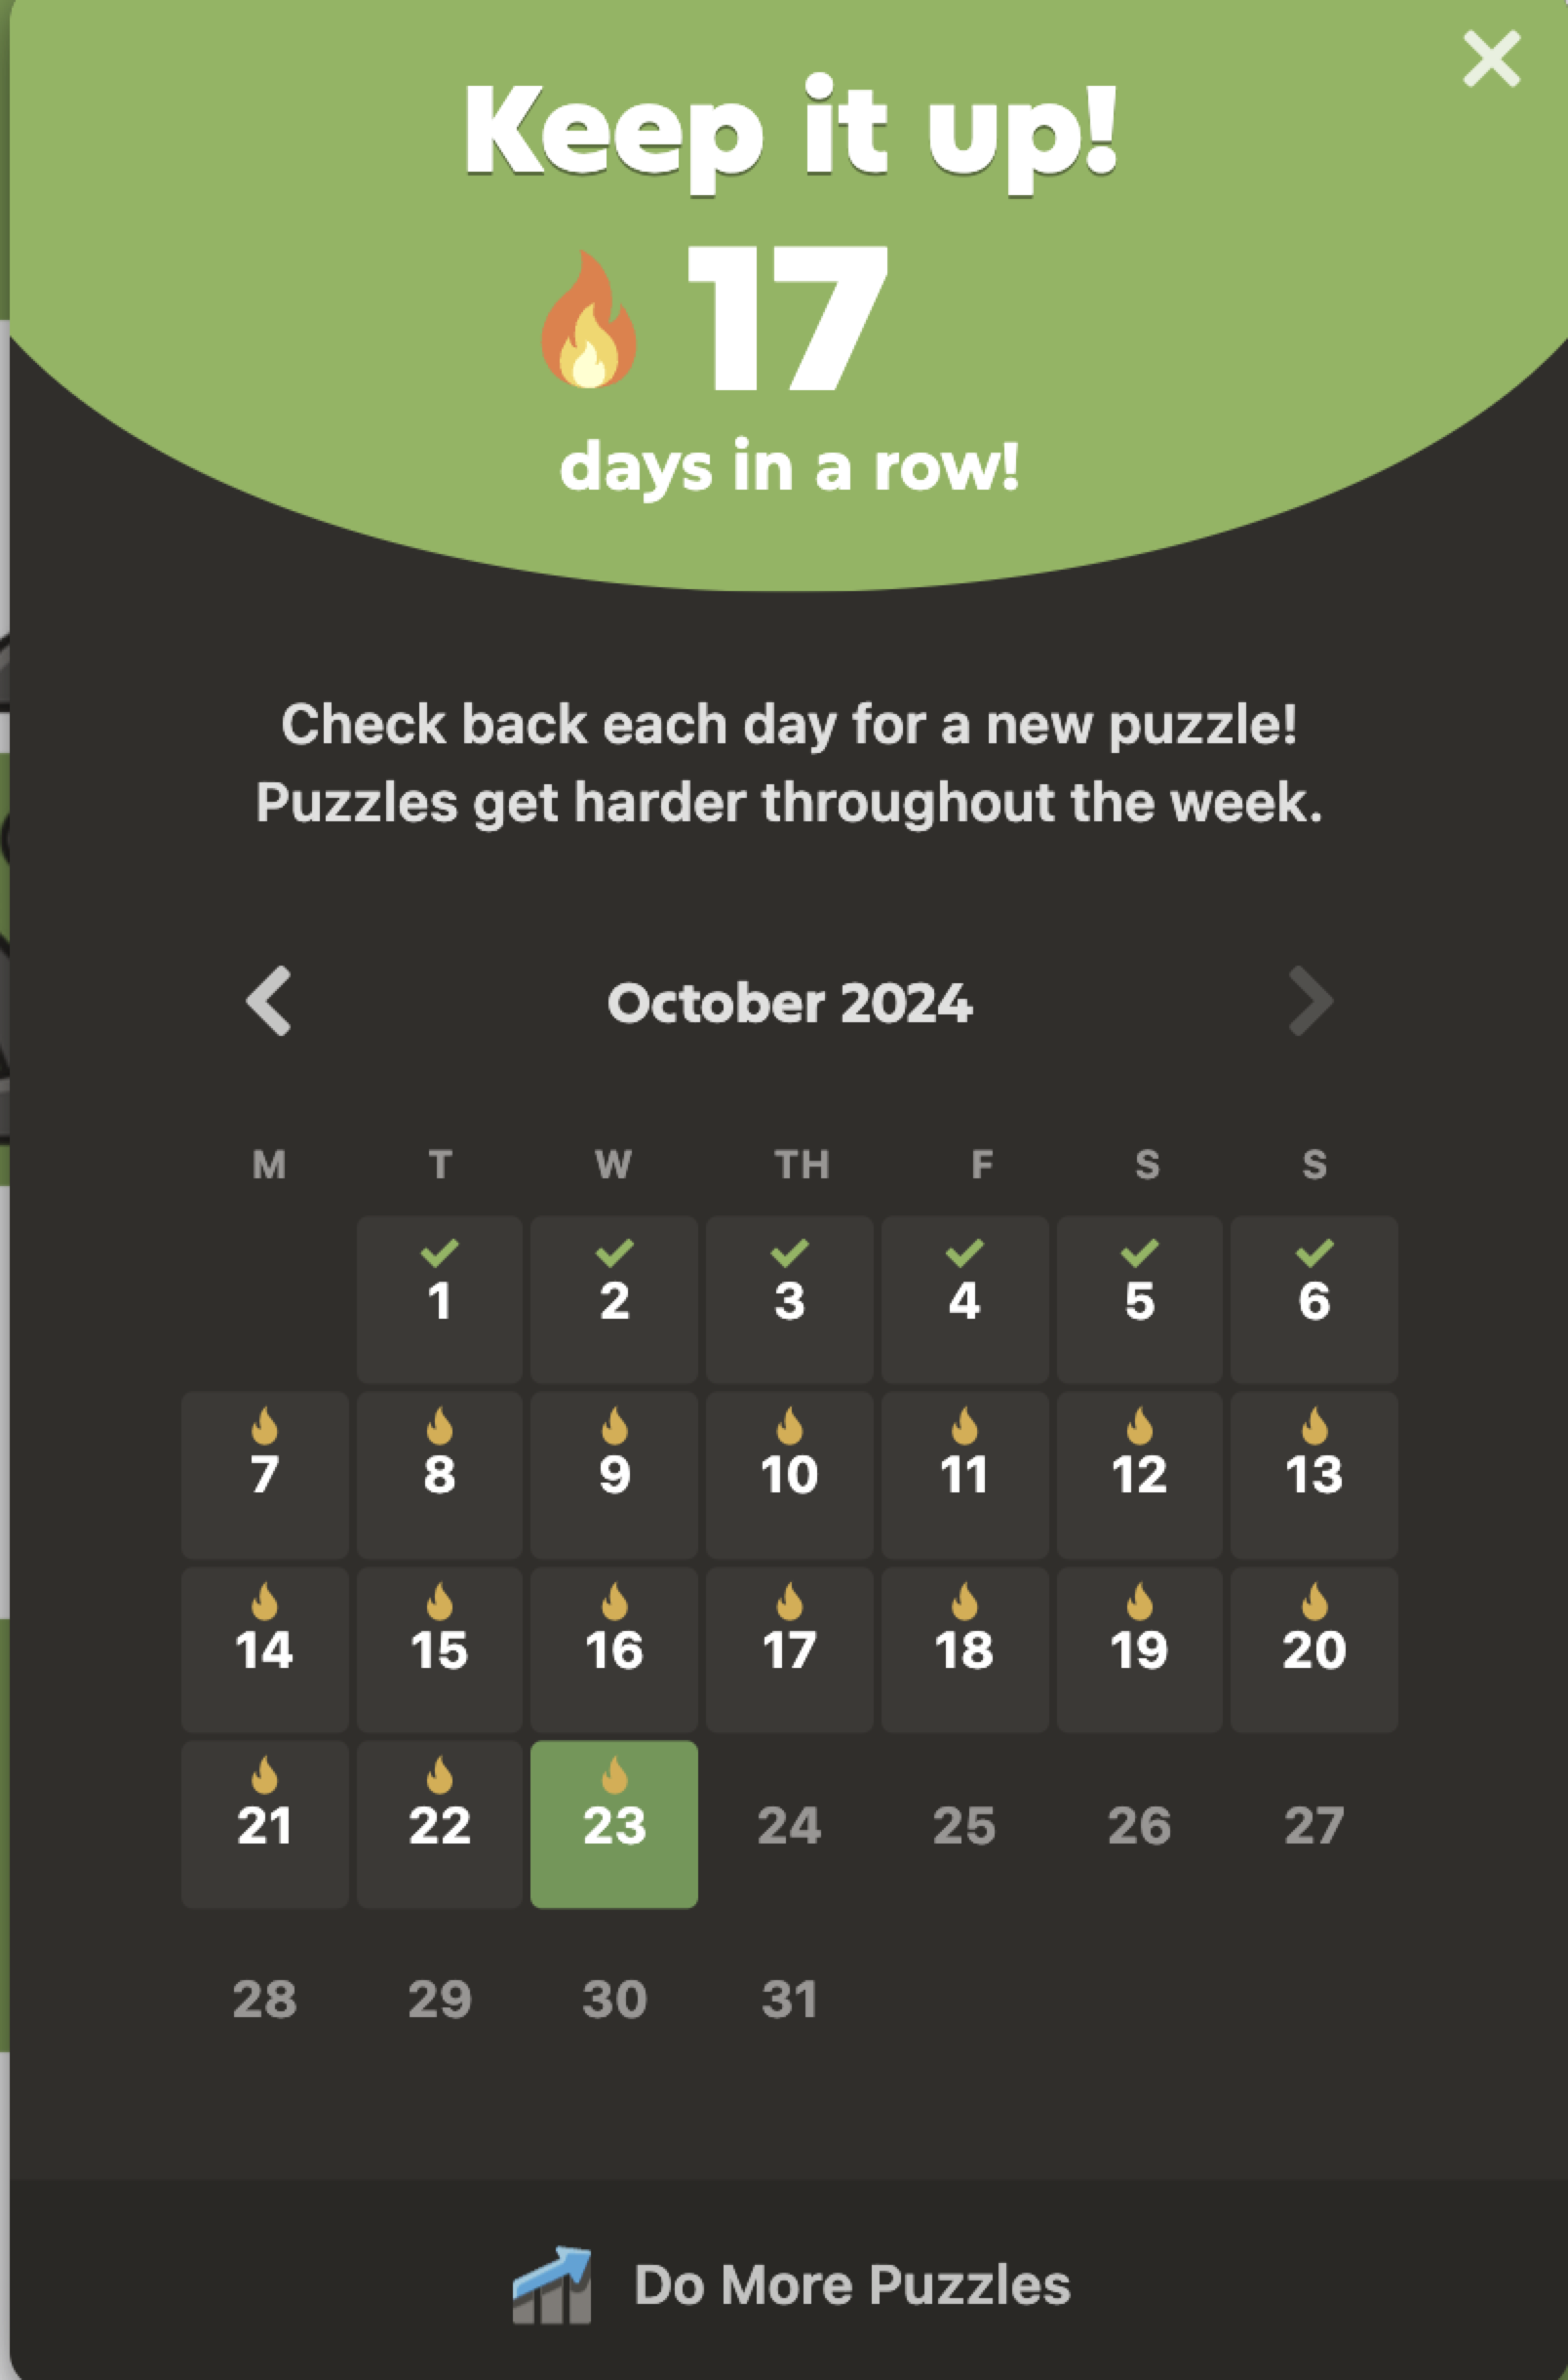 Keep it up!
17
days in a row!
Check back each day for a new puzzle!
Puzzles get harder throughout the week.
October 2024
M T W TH F S S
1 2 3 4 5 6
7 8 9 10 11 12 13
14 15 16 17 18 19 20
21 22 23 24 25 26 27
28 29 30 31
Do More Puzzles